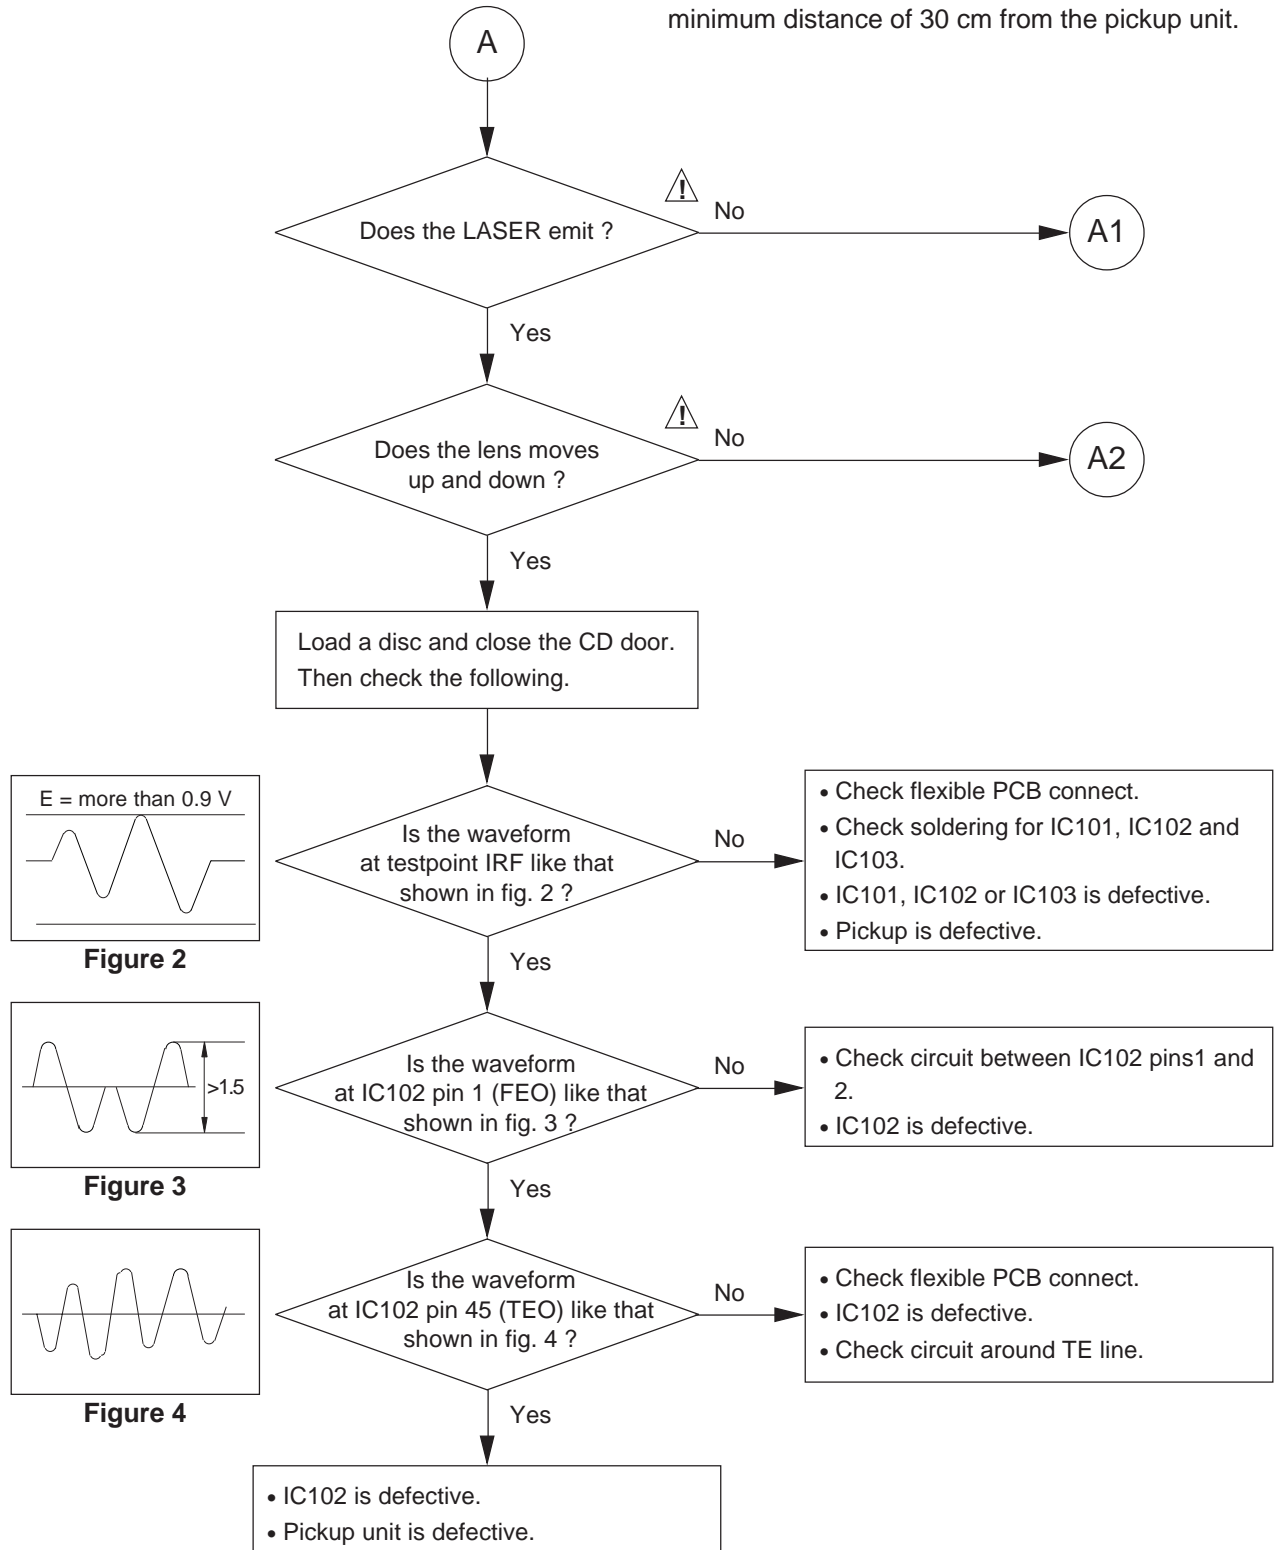 minimum distance of 30 cm from the pickup unit.
A
Does the LASER emit ?
No
A1
Yes
Does the lens moves
up and down ?
No
A2
Yes
Load a disc and close the CD door.
Then check the following.
E = more than 0.9 V
Figure 2
Is the waveform
at testpoint IRF like that
shown in fig. 2 ?
No
• Check flexible PCB connect.
• Check soldering for IC101, IC102 and
IC103.
• IC101, IC102 or IC103 is defective.
• Pickup is defective.
Yes
>1.5
Figure 3
Is the waveform
at IC102 pin 1 (FEO) like that
shown in fig. 3 ?
No
• Check circuit between IC102 pins1 and
2.
• IC102 is defective.
Yes
Figure 4
Is the waveform
at IC102 pin 45 (TEO) like that
shown in fig. 4 ?
No
• Check flexible PCB connect.
• IC102 is defective.
• Check circuit around TE line.
Yes
• IC102 is defective.
• Pickup unit is defective.